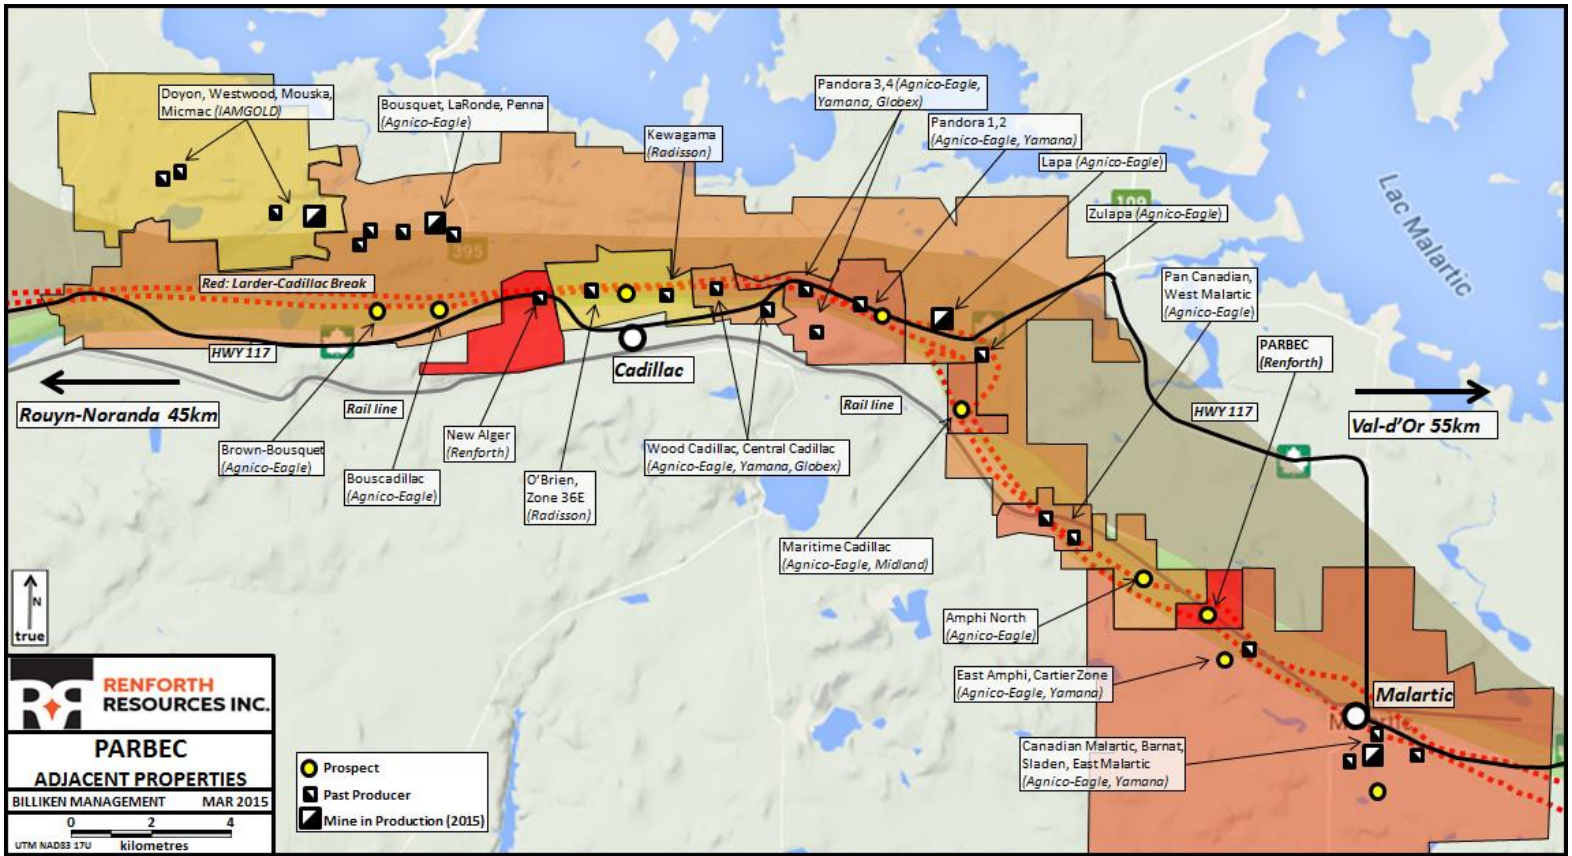 Doyon, Westwood, Mouska,
Micmac (IAMGOLD)
Bousquet, LaRonde, Penna
(Agnico-Eagle)
Kewagama
(Radisson)
Pandora 3,4 (Agnico-Eagle,
Yamana, Globex)
Pandora 1,2
(Agnico-Eagle, Yamana)
Lapa (Agnico-Eagle)
109
Zulapa (Agnico-Eagle)
Lac Malartic
395
Red: Larder-Cadillac Break
Pan Canadian,
West Malartic
(Agnico-Eagle)
PARBEC
(Renforth)
HWY 117
Cadillac
Rouyn-Noranda 45km
Rail line
Rail line
HWY 117
Val-d'Or 55km
Brown-Bousquet
(Agnico-Eagle)
Bouscadillac
(Agnico-Eagle)
New Alger
(Renforth)
O'Brien,
Zone 36E
(Radisson)
Wood Cadillac, Central Cadillac
(Agnico-Eagle, Yamana, Globex)
Maritime Cadillac
(Agnico-Eagle, Midland)
Amphi North
(Agnico-Eagle)
East Amphi, Cartier Zone
(Agnico-Eagle, Yamana)
Malartic
Canadian Malartic, Barnat,
Sladen, East Malartic
(Agnico-Eagle, Yamana)
N
true
RENFORTH
RESOURCES INC.
PARBEC
ADJACENT PROPERTIES
BILLIKEN MANAGEMENT MAR 2015
0 2 4
UTM NAD83 17U kilometres
Prospect
Past Producer
Mine in Production (2015)